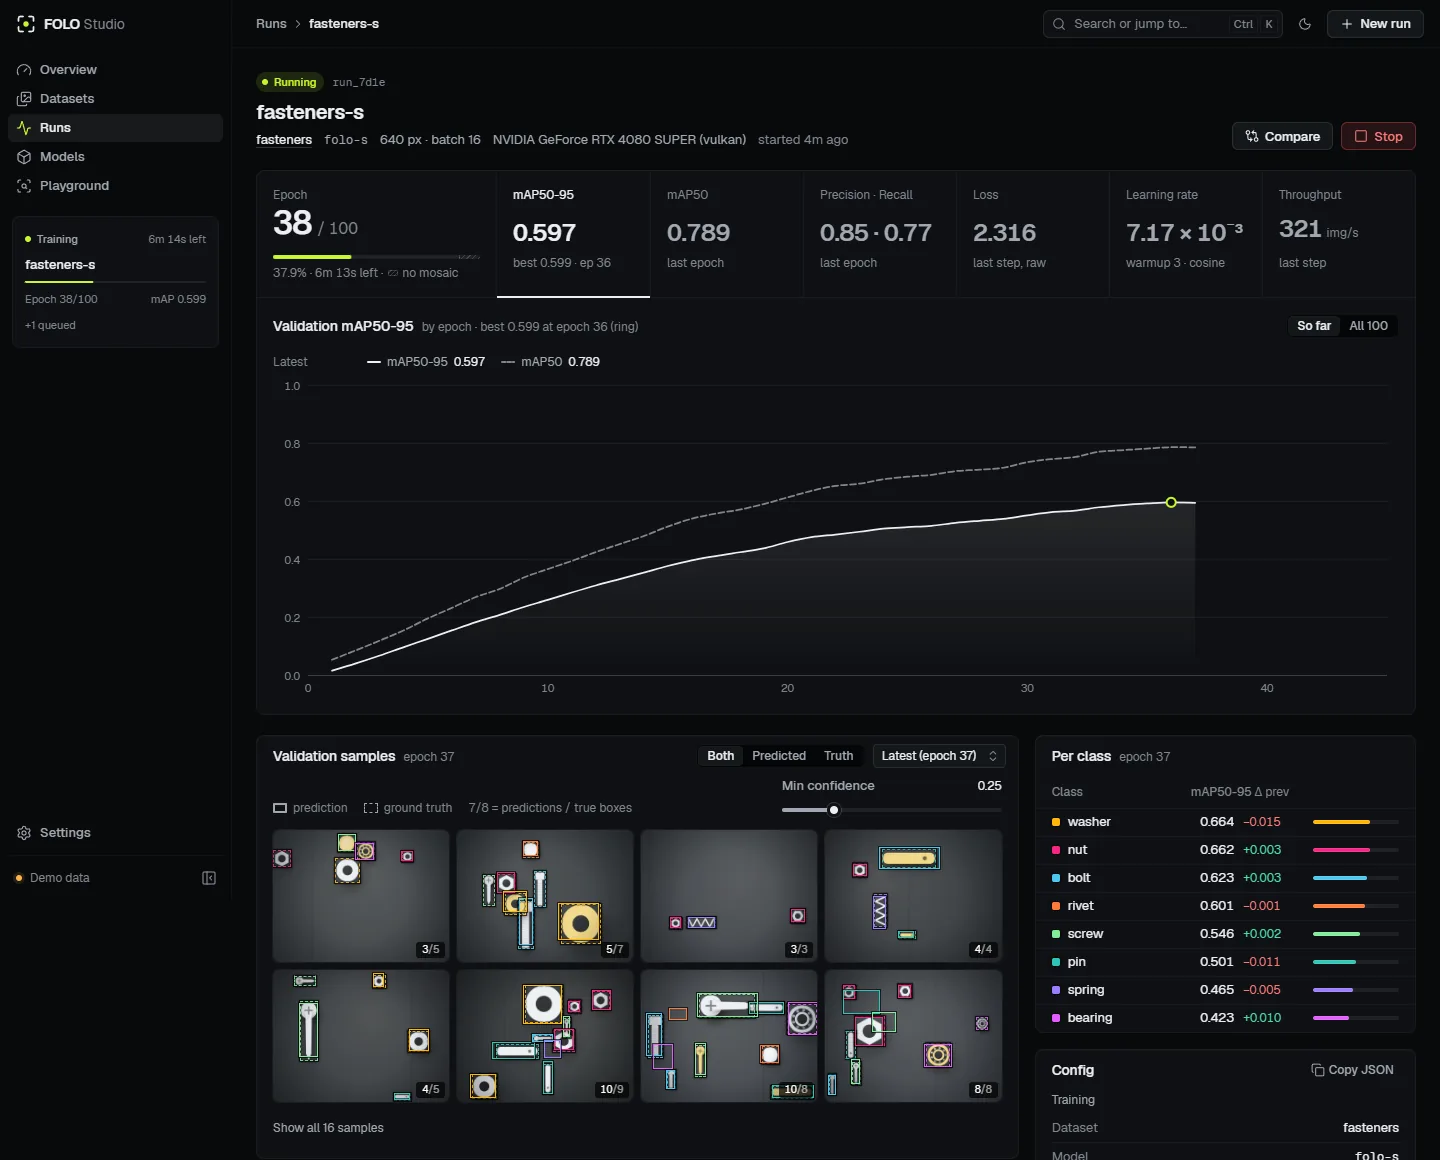 FOLO Studio
Runs > fasteners-s
Search or jump to...
Ctrl K
New run
Overview
Datasets
Runs
Models
Playground
Training 6m 14s left
fasteners-s
Epoch 38/100 mAP 0.599
+1 queued
Settings
Demo data
Running run_7d1e
fasteners-s
fasteners folo-s 640 px · batch 16 NVIDIA GeForce RTX 4080 SUPER (vulkan) started 4m ago
Compare
Stop
Epoch
38 / 100
37.9% · 6m 13s left · no mosaic
mAP50-95
0.597
best 0.599 · ep 36
mAP50
0.789
last epoch
Precision · Recall
0.85 · 0.77
last epoch
Loss
2.316
last step, raw
Learning rate
7.17 × 10⁻³
warmup 3 · cosine
Throughput
321 img/s
last step
Validation mAP50-95 by epoch · best 0.599 at epoch 36 (ring)
So far All 100
Latest mAP50-95 0.597 mAP50 0.789
1.0
0.8
0.6
0.4
0.2
0.0
0 10 20 30 40
Validation samples epoch 37
Both Predicted Truth
Latest (epoch 37)
Min confidence 0.25
prediction ground truth 7/8 = predictions / true boxes
3/5
5/7
3/3
4/4
4/5
10/9
10/8
8/8
Show all 16 samples
Per class epoch 37
Class mAP50-95 Δ prev
washer 0.664 −0.015
nut 0.662 +0.003
bolt 0.623 +0.003
rivet 0.601 −0.001
screw 0.546 +0.002
pin 0.501 −0.011
spring 0.465 −0.005
bearing 0.423 +0.010
Config
Copy JSON
Training
Dataset fasteners
Model folo-s